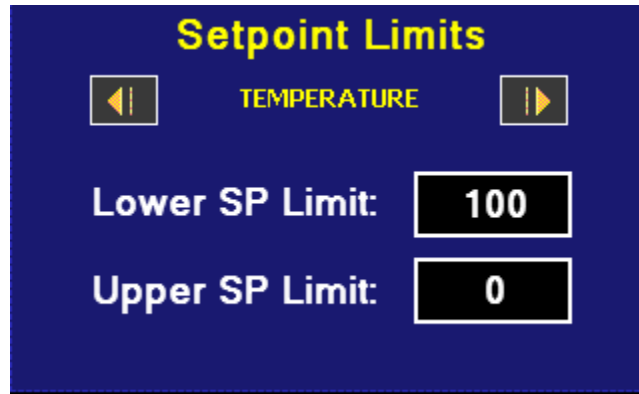 Setpoint Limits
TEMPERATURE
Lower SP Limit: 100
Upper SP Limit: 0